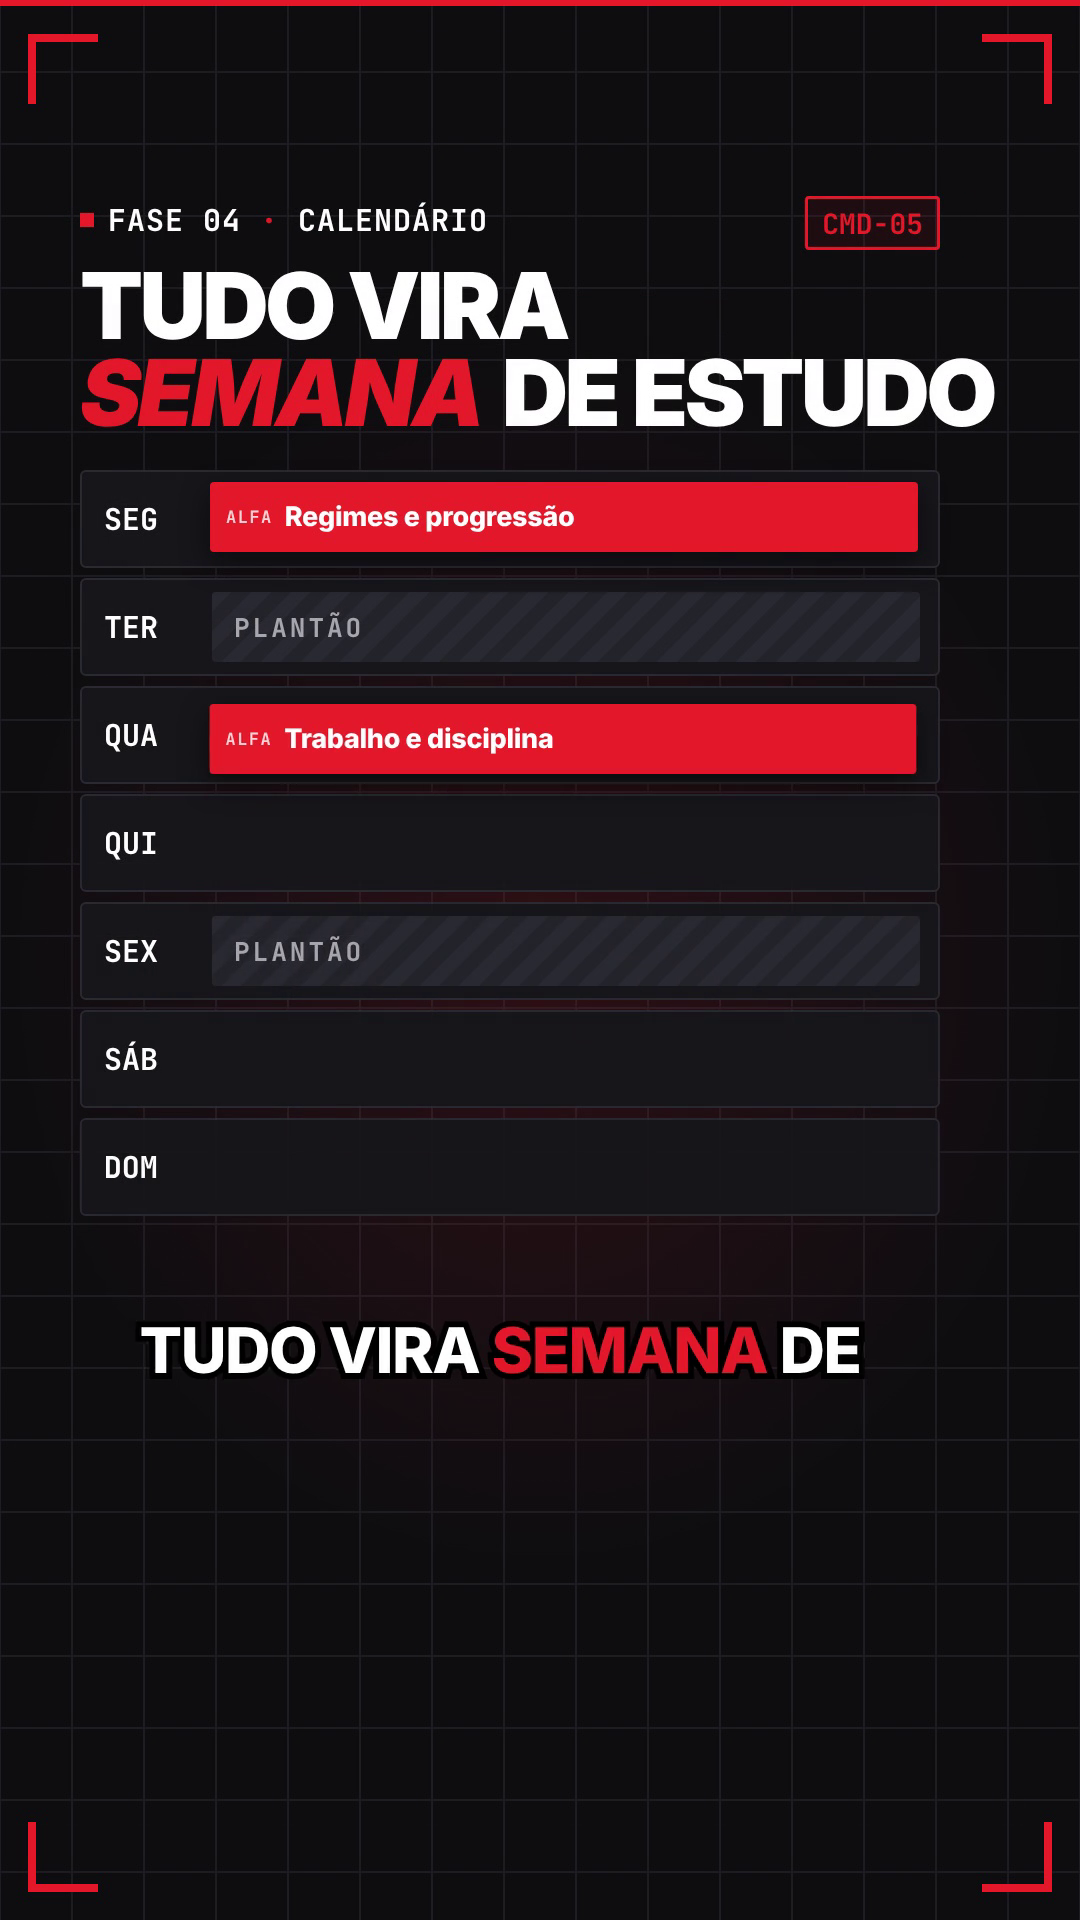 FASE 04 · CALENDÁRIO
CMD-05
TUDO VIRA
SEMANA DE ESTUDO
SEG ALFA Regimes e progressão
TER PLANTÃO
QUA ALFA Trabalho e disciplina
QUI
SEX PLANTÃO
SÁB
DOM
TUDO VIRA SEMANA DE